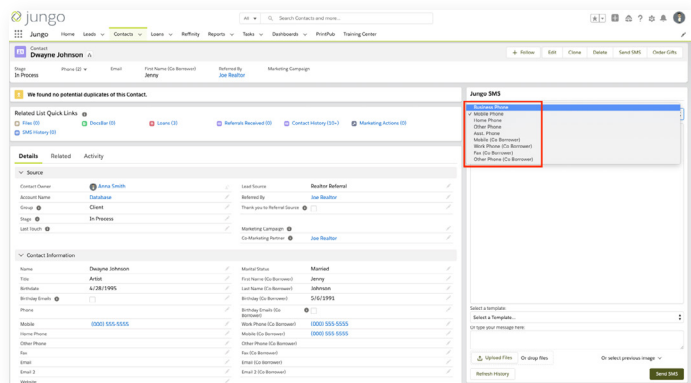 jungo
All
Search Contacts and more...
Jungo Home Leads Contacts Loans Referrity Reports Tasks Dashboards PrintPub Training Center
Contact
Dwayne Johnson
+ Follow Edit Clone Delete Send SMS Order Gifts
Stage Phone (2) Email First Name (Co Borrower) Referred By Marketing Campaign
In Process Jenny Joe Realtor
We found no potential duplicates of this Contact.
Related List Quick Links
Files (0) DocBar (0) Loans (3) Referrals Received (0) Contact History (10+) Marketing Actions (0)
SMS History (0)
Details Related Activity
Source
Contact Owner Anna Smith Lead Source Realtor Referral
Account Name Database Referred By Joe Realtor
Group Client Thank you to Referral Source
Stage In Process
Last Touch Marketing Campaign
Co-Marketing Partner Joe Realtor
Contact Information
Name Dwayne Johnson Marital Status Married
Title Artist First Name (Co Borrower) Jenny
Birthdate 4/28/1995 Last Name (Co Borrower) Johnson
Birthday Emails Birthday (Co Borrower) 5/6/1991
Phone Birthday Emails (Co Borrower)
Mobile (000) 555-5555 Work Phone (Co Borrower) (000) 555-5555
Home Phone Mobile (Co Borrower) (000) 555-5555
Other Phone Other Phone (Co Borrower)
Fax Fax (Co Borrower)
Email Email (Co Borrower)
Email 2 Email 2 (Co Borrower)
Website
Jungo SMS
Business Phone
✓ Mobile Phone
Home Phone
Other Phone
Asst. Phone
Mobile (Co Borrower)
Work Phone (Co Borrower)
Fax (Co Borrower)
Other Phone (Co Borrower)
Select a template:
Select a Template...
Or type your message here:
Upload Files Or drop files Or select previous image
Refresh History Send SMS